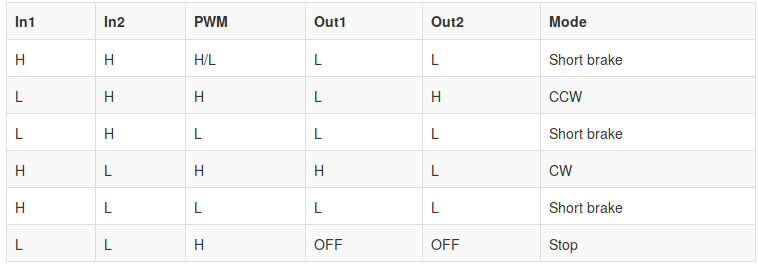 In1 In2 PWM Out1 Out2 Mode
H H H/L L L Short brake
L H H L H CCW
L H L L L Short brake
H L H H L CW
H L L L L Short brake
L L H OFF OFF Stop